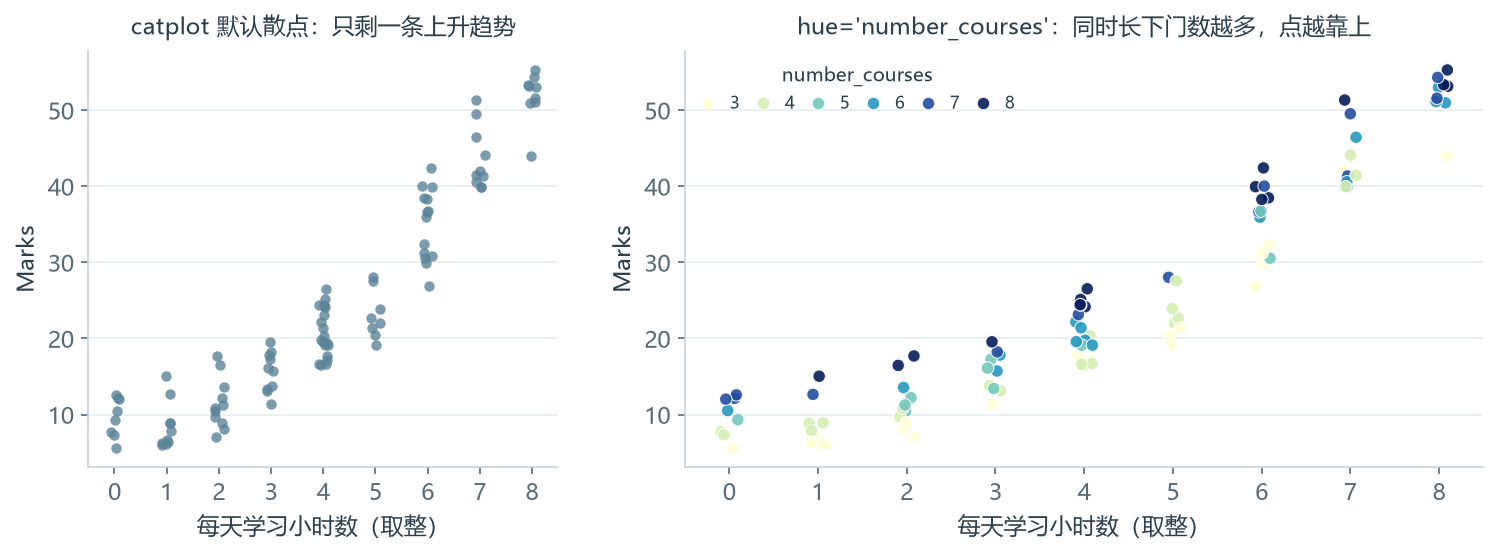 catplot 默认散点：只剩一条上升趋势
Marks
50
40
30
20
10
0 1 2 3 4 5 6 7 8
每天学习小时数（取整）
hue='number_courses'：同时长下门数越多，点越靠上
number_courses
3 4 5 6 7 8
Marks
50
40
30
20
10
0 1 2 3 4 5 6 7 8
每天学习小时数（取整）